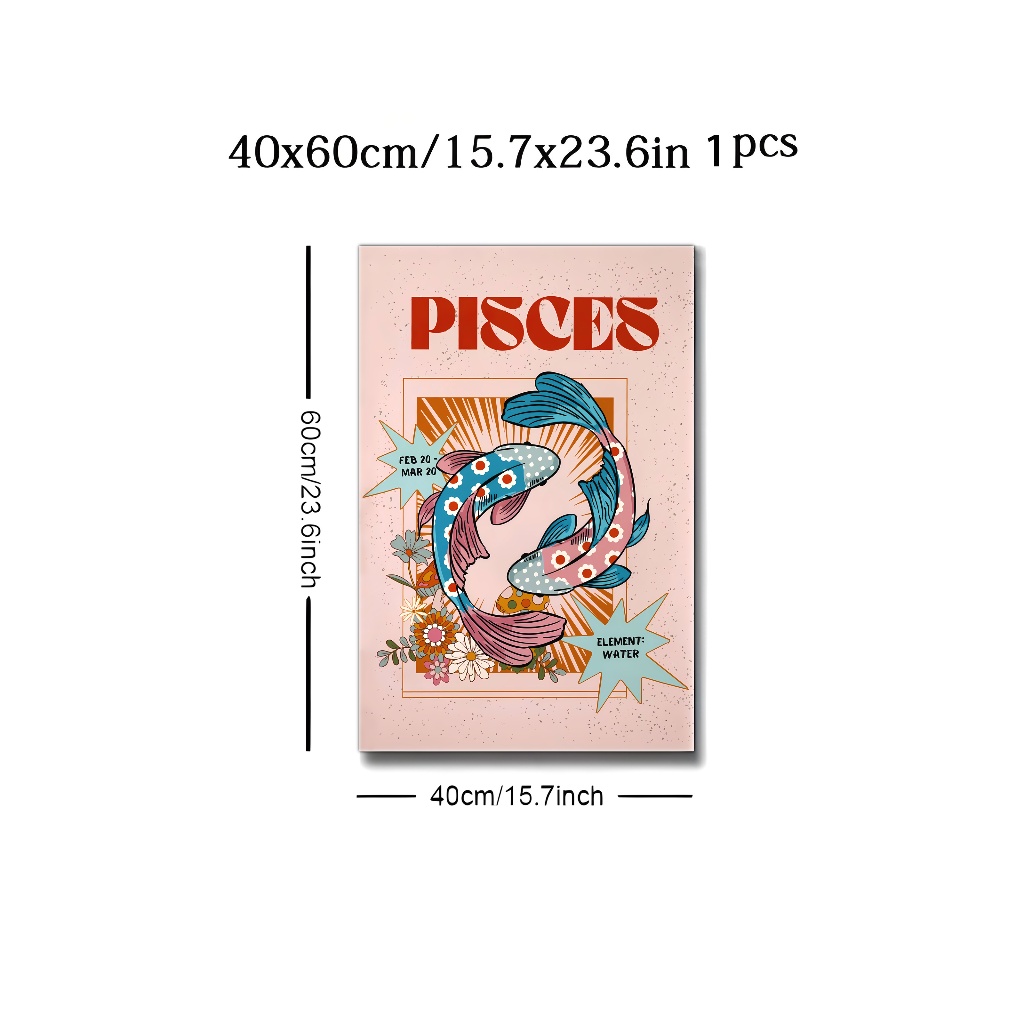 40x60cm/15.7x23.6in 1pcs
PISCES
FEB 20 -
MAR 20
60cm/23.6inch
ELEMENT:
WATER
40cm/15.7inch